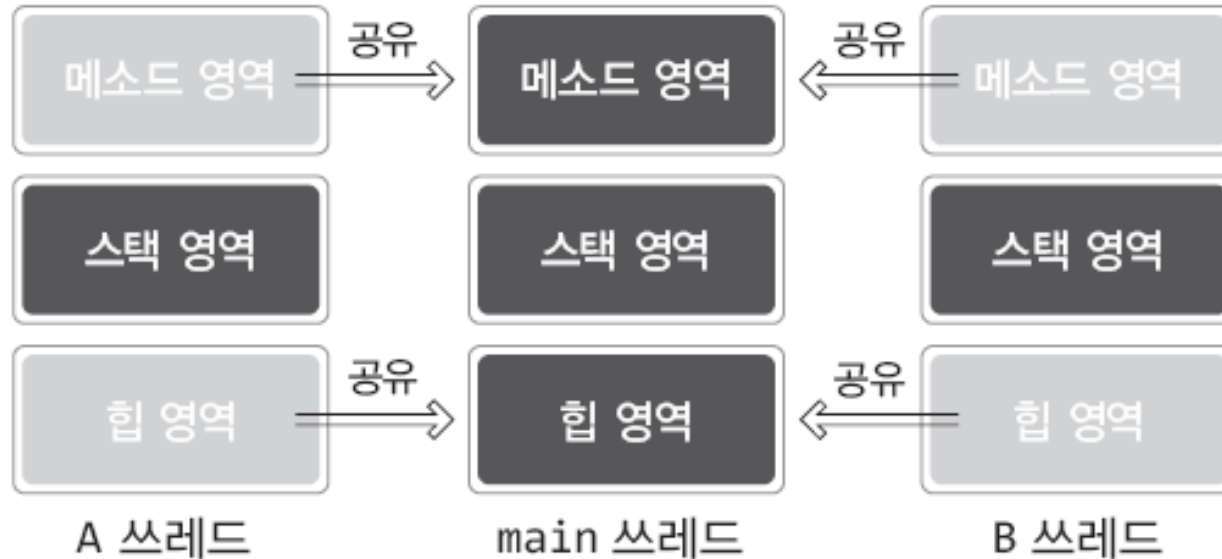 공유 공유
메소드 영역 메소드 영역 메소드 영역
스택 영역 스택 영역 스택 영역
공유 공유
힙 영역 힙 영역 힙 영역
A 쓰레드 main 쓰레드 B 쓰레드